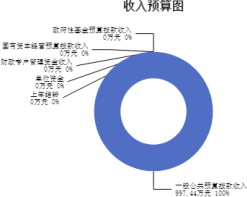 收入预算图
政府性基金预算拨款收入
0万元 0%
国有资本经营预算拨款收入
0万元 0%
财政专户管理资金收入
0万元 0%
单位资金
0万元 0%
上年结转
0万元 0%
一般公共预算拨款收入
997.44万元 100%